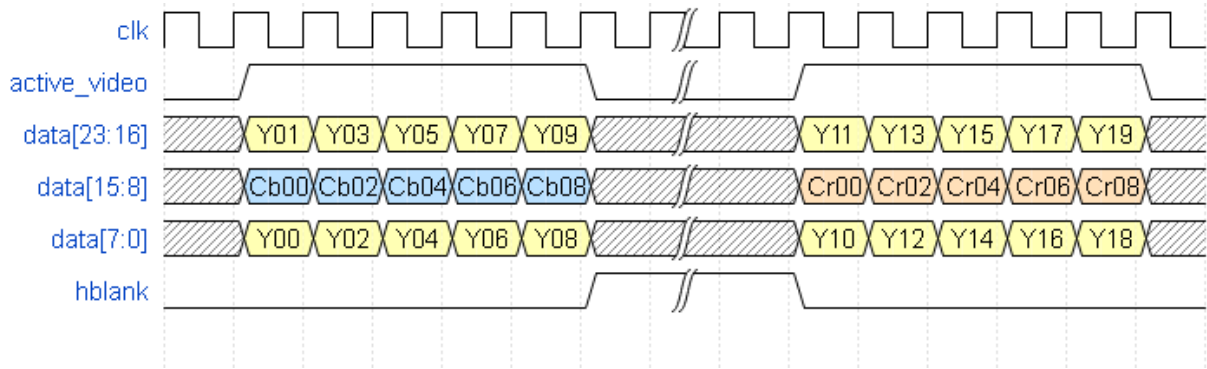 clk
active_video
data[23:16] Y01 Y03 Y05 Y07 Y09 Y11 Y13 Y15 Y17 Y19
data[15:8] Cb00 Cb02 Cb04 Cb06 Cb08 Cr00 Cr02 Cr04 Cr06 Cr08
data[7:0] Y00 Y02 Y04 Y06 Y08 Y10 Y12 Y14 Y16 Y18
hblank